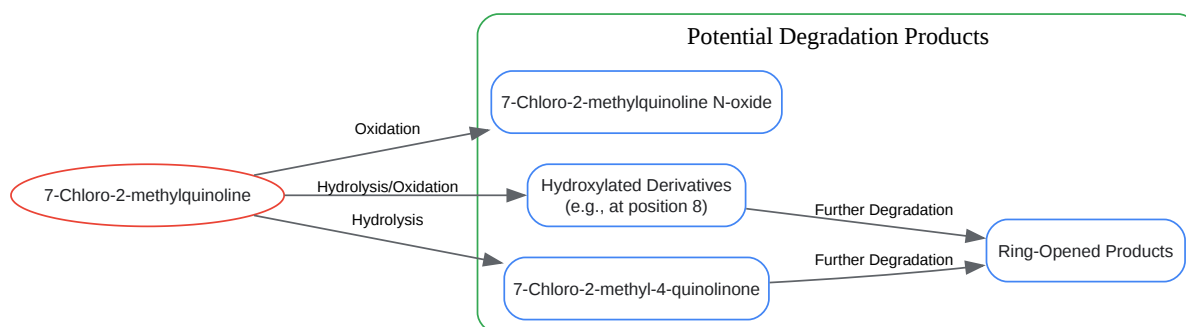 Potential Degradation Products
7-Chloro-2-methylquinoline N-oxide
Oxidation
7-Chloro-2-methylquinoline
Hydrolysis/Oxidation
Hydroxylated Derivatives
(e.g., at position 8)
Hydrolysis
7-Chloro-2-methyl-4-quinolinone
Further Degradation
Further Degradation
Ring-Opened Products